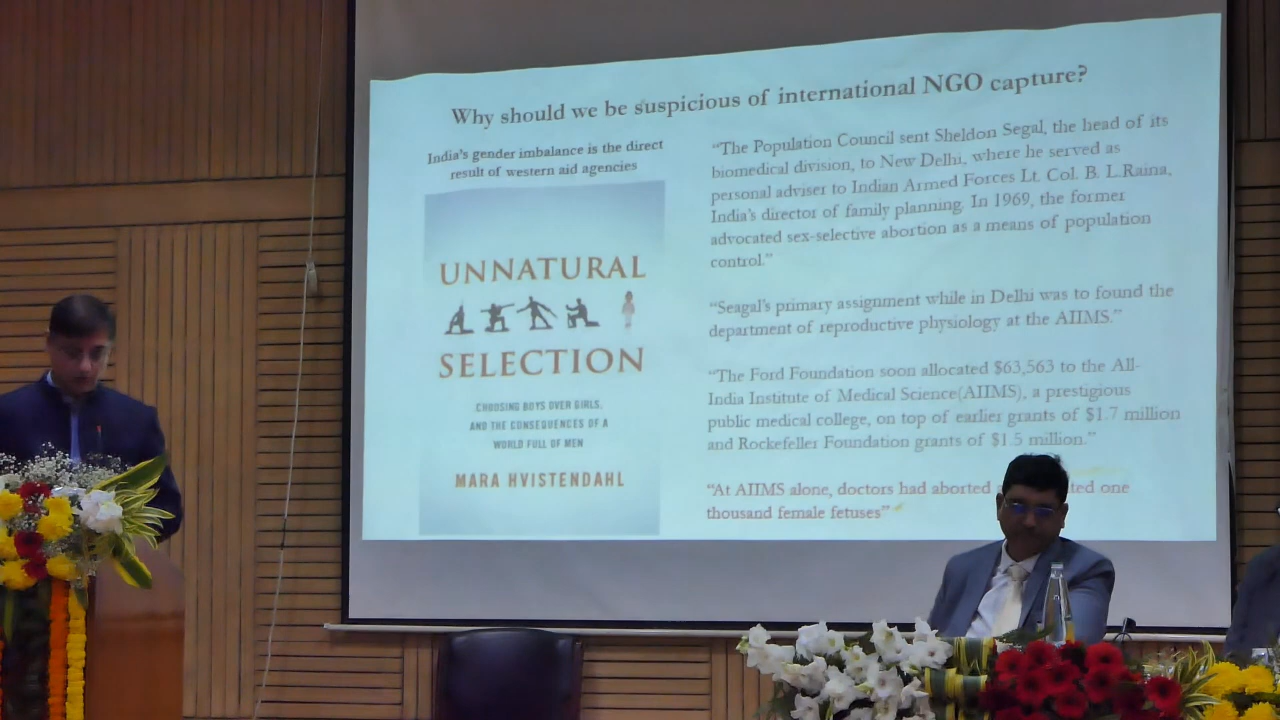 Why should we be suspicious of international NGO capture?
India's gender imbalance is the direct
result of western aid agencies
UNNATURAL
SELECTION
CHOOSING BOYS OVER GIRLS,
AND THE CONSEQUENCES OF A
WORLD FULL OF MEN
MARA HVISTENDAHL
"The Population Council sent Sheldon Segal, the head of its
biomedical division, to New Delhi, where he served as
personal adviser to Indian Armed Forces Lt. Col. B. L.Raina,
India's director of family planning. In 1969, the former
advocated sex-selective abortion as a means of population
control."
"Seagal's primary assignment while in Delhi was to found the
department of reproductive physiology at the AIIMS."
"The Ford Foundation soon allocated $63,563 to the All-
India Institute of Medical Science(AIIMS), a prestigious
public medical college, on top of earlier grants of $1.7 million
and Rockefeller Foundation grants of $1.5 million."
"At AIIMS alone, doctors had aborted one
thousand female fetuses"